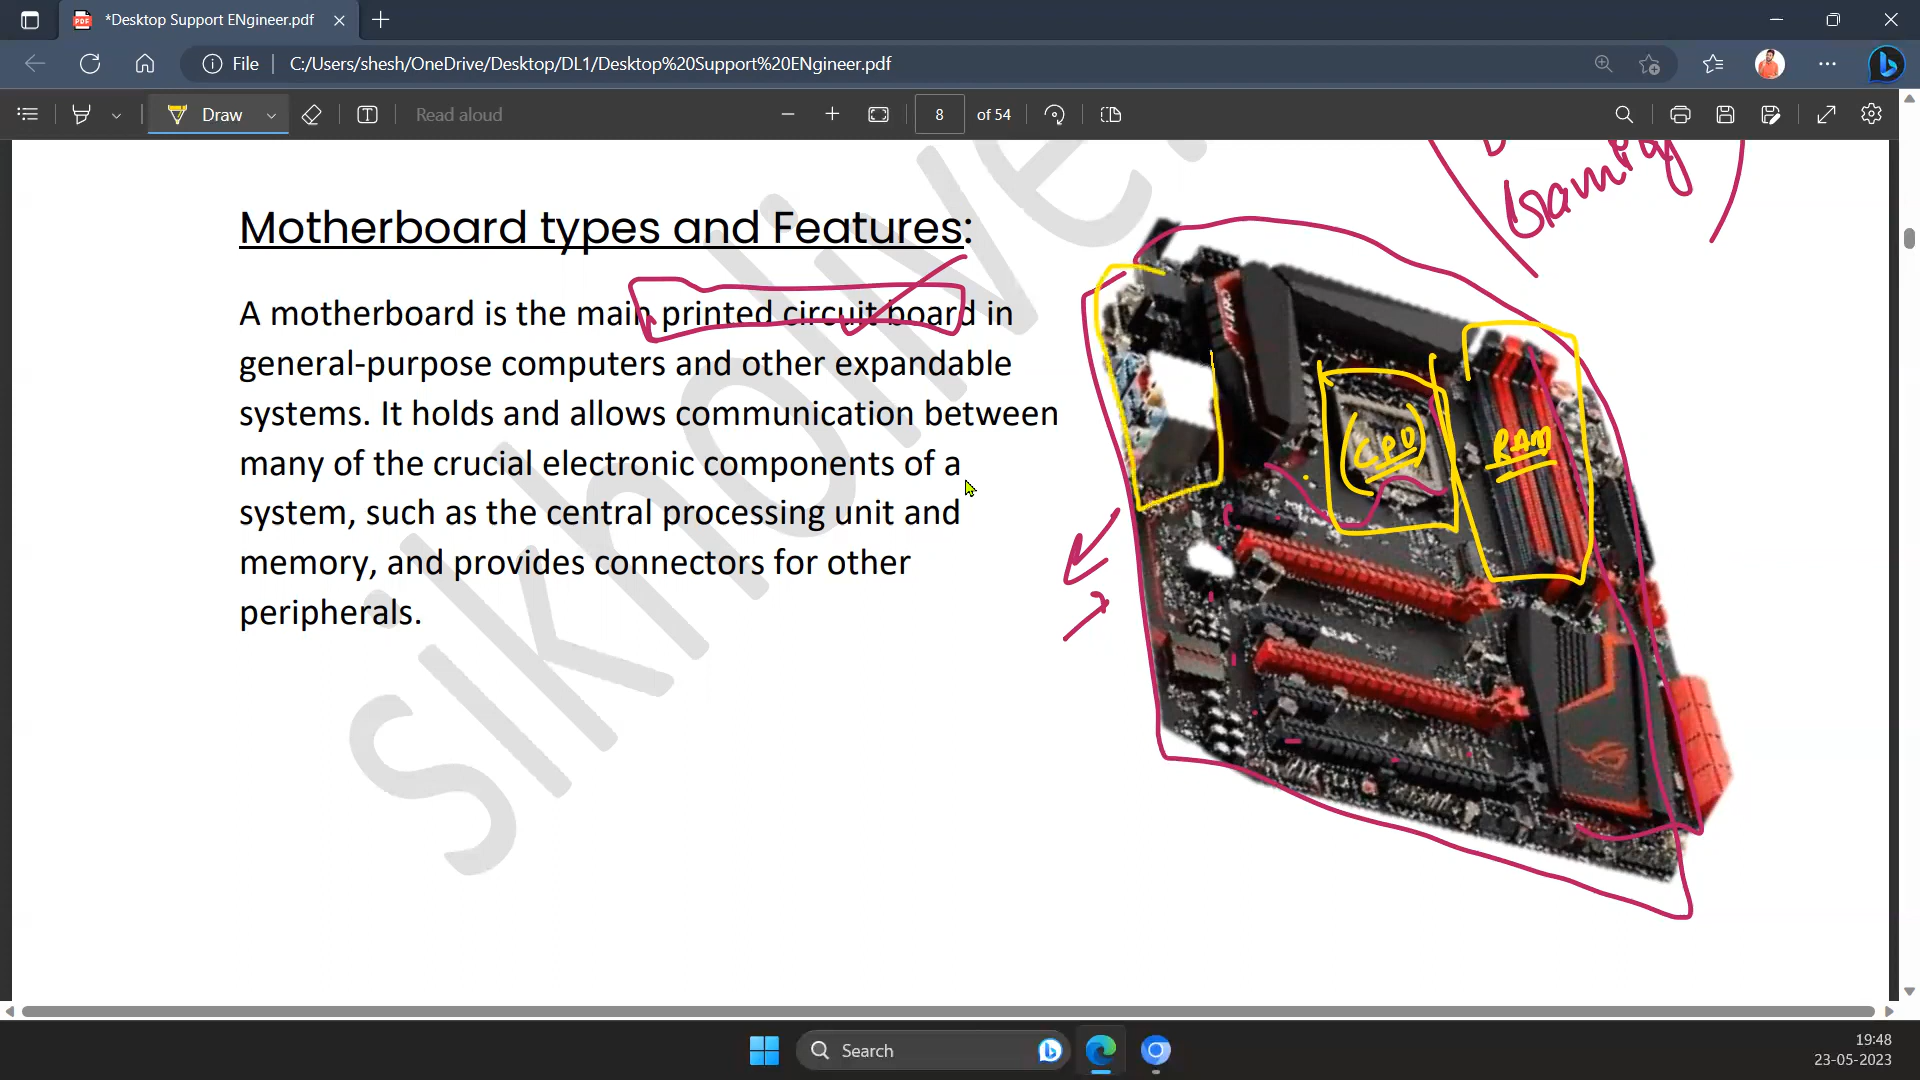 *Desktop Support ENgineer.pdf
File
C:/Users/shesh/OneDrive/Desktop/DL1/Desktop%20Support%20ENgineer.pdf
Draw
Read aloud
8
of 54
Gaming
Motherboard types and Features:
A motherboard is the main printed circuit board in
general-purpose computers and other expandable
systems. It holds and allows communication between
many of the crucial electronic components of a
system, such as the central processing unit and
memory, and provides connectors for other
peripherals.
CPU
RAM
Search
19:48
23-05-2023